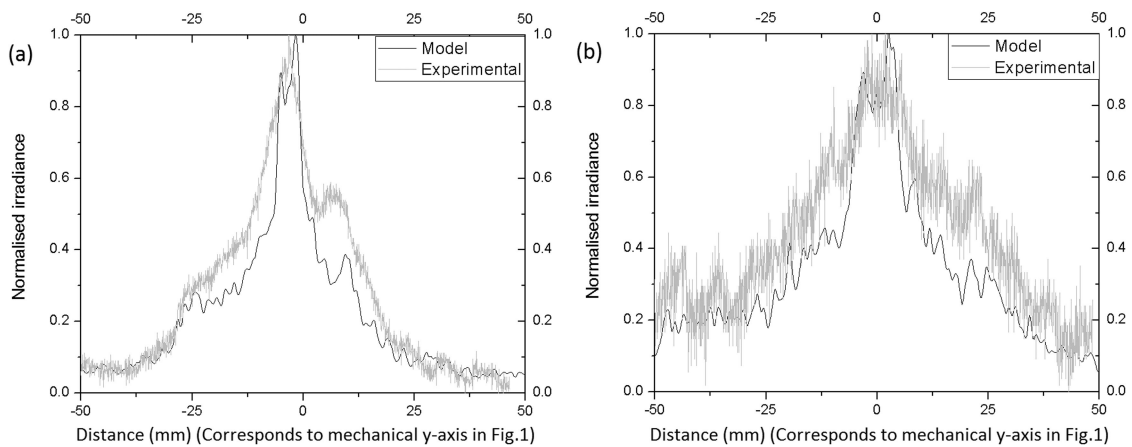 -50 -25 0 25 50
(a)
1.0 1.0
Model
Experimental
0.8 0.8
0.6 0.6
0.4 0.4
0.2 0.2
0.0 0.0
Normalised irradiance
-50 -25 0 25 50
Distance (mm) (Corresponds to mechanical y-axis in Fig.1)
-50 -25 0 25 50
(b)
1.0 1.0
Model
Experimental
0.8 0.8
0.6 0.6
0.4 0.4
0.2 0.2
0.0 0.0
Normalised irradiance
-50 -25 0 25 50
Distance (mm) (Corresponds to mechanical y-axis in Fig.1)